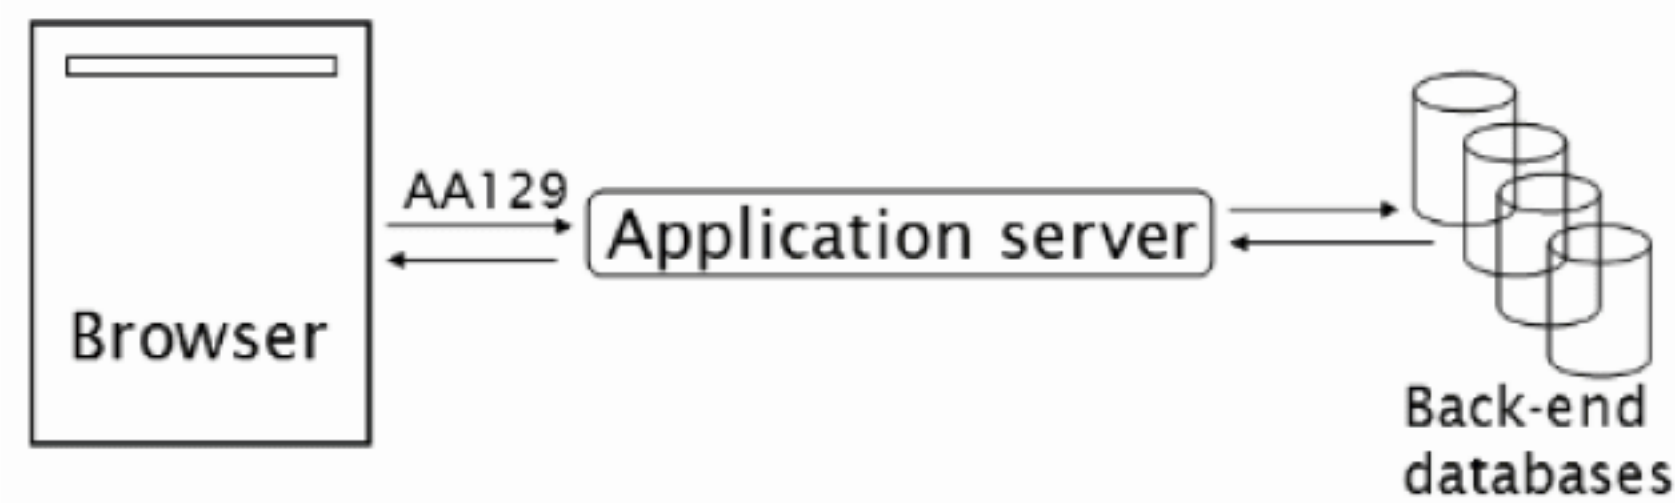 AA129
Application server
Browser
Back-end
databases